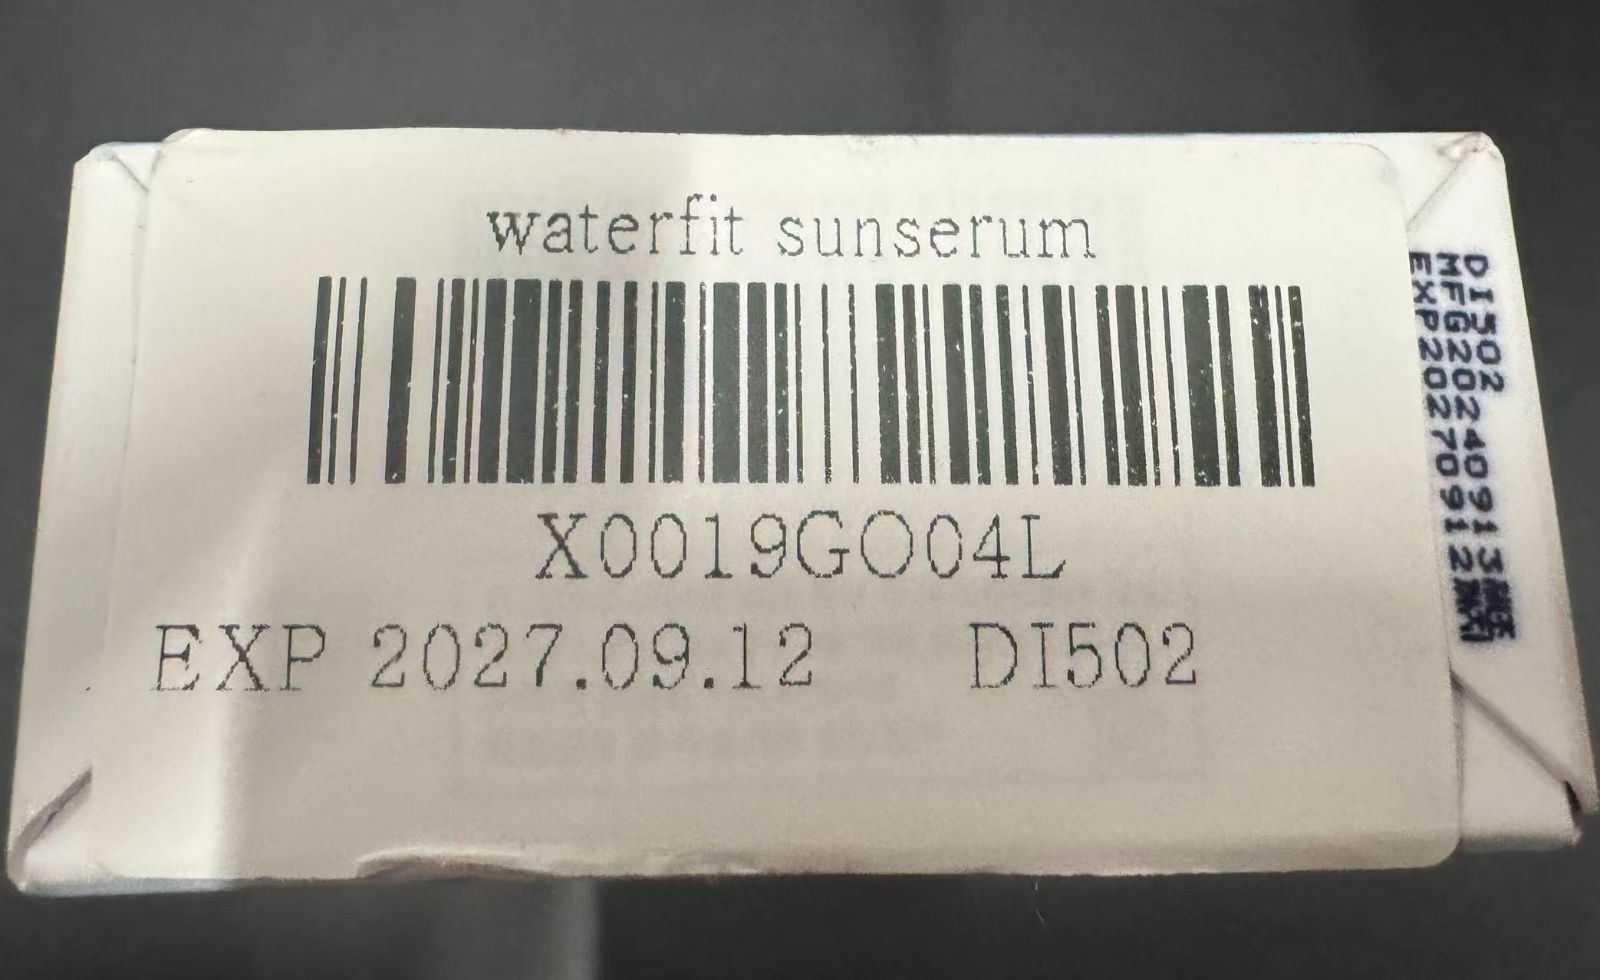 waterfit sunserum
X0019GO04L
EXP 2027.09.12 DI502
DI502
MFG20240913
EXP20270912